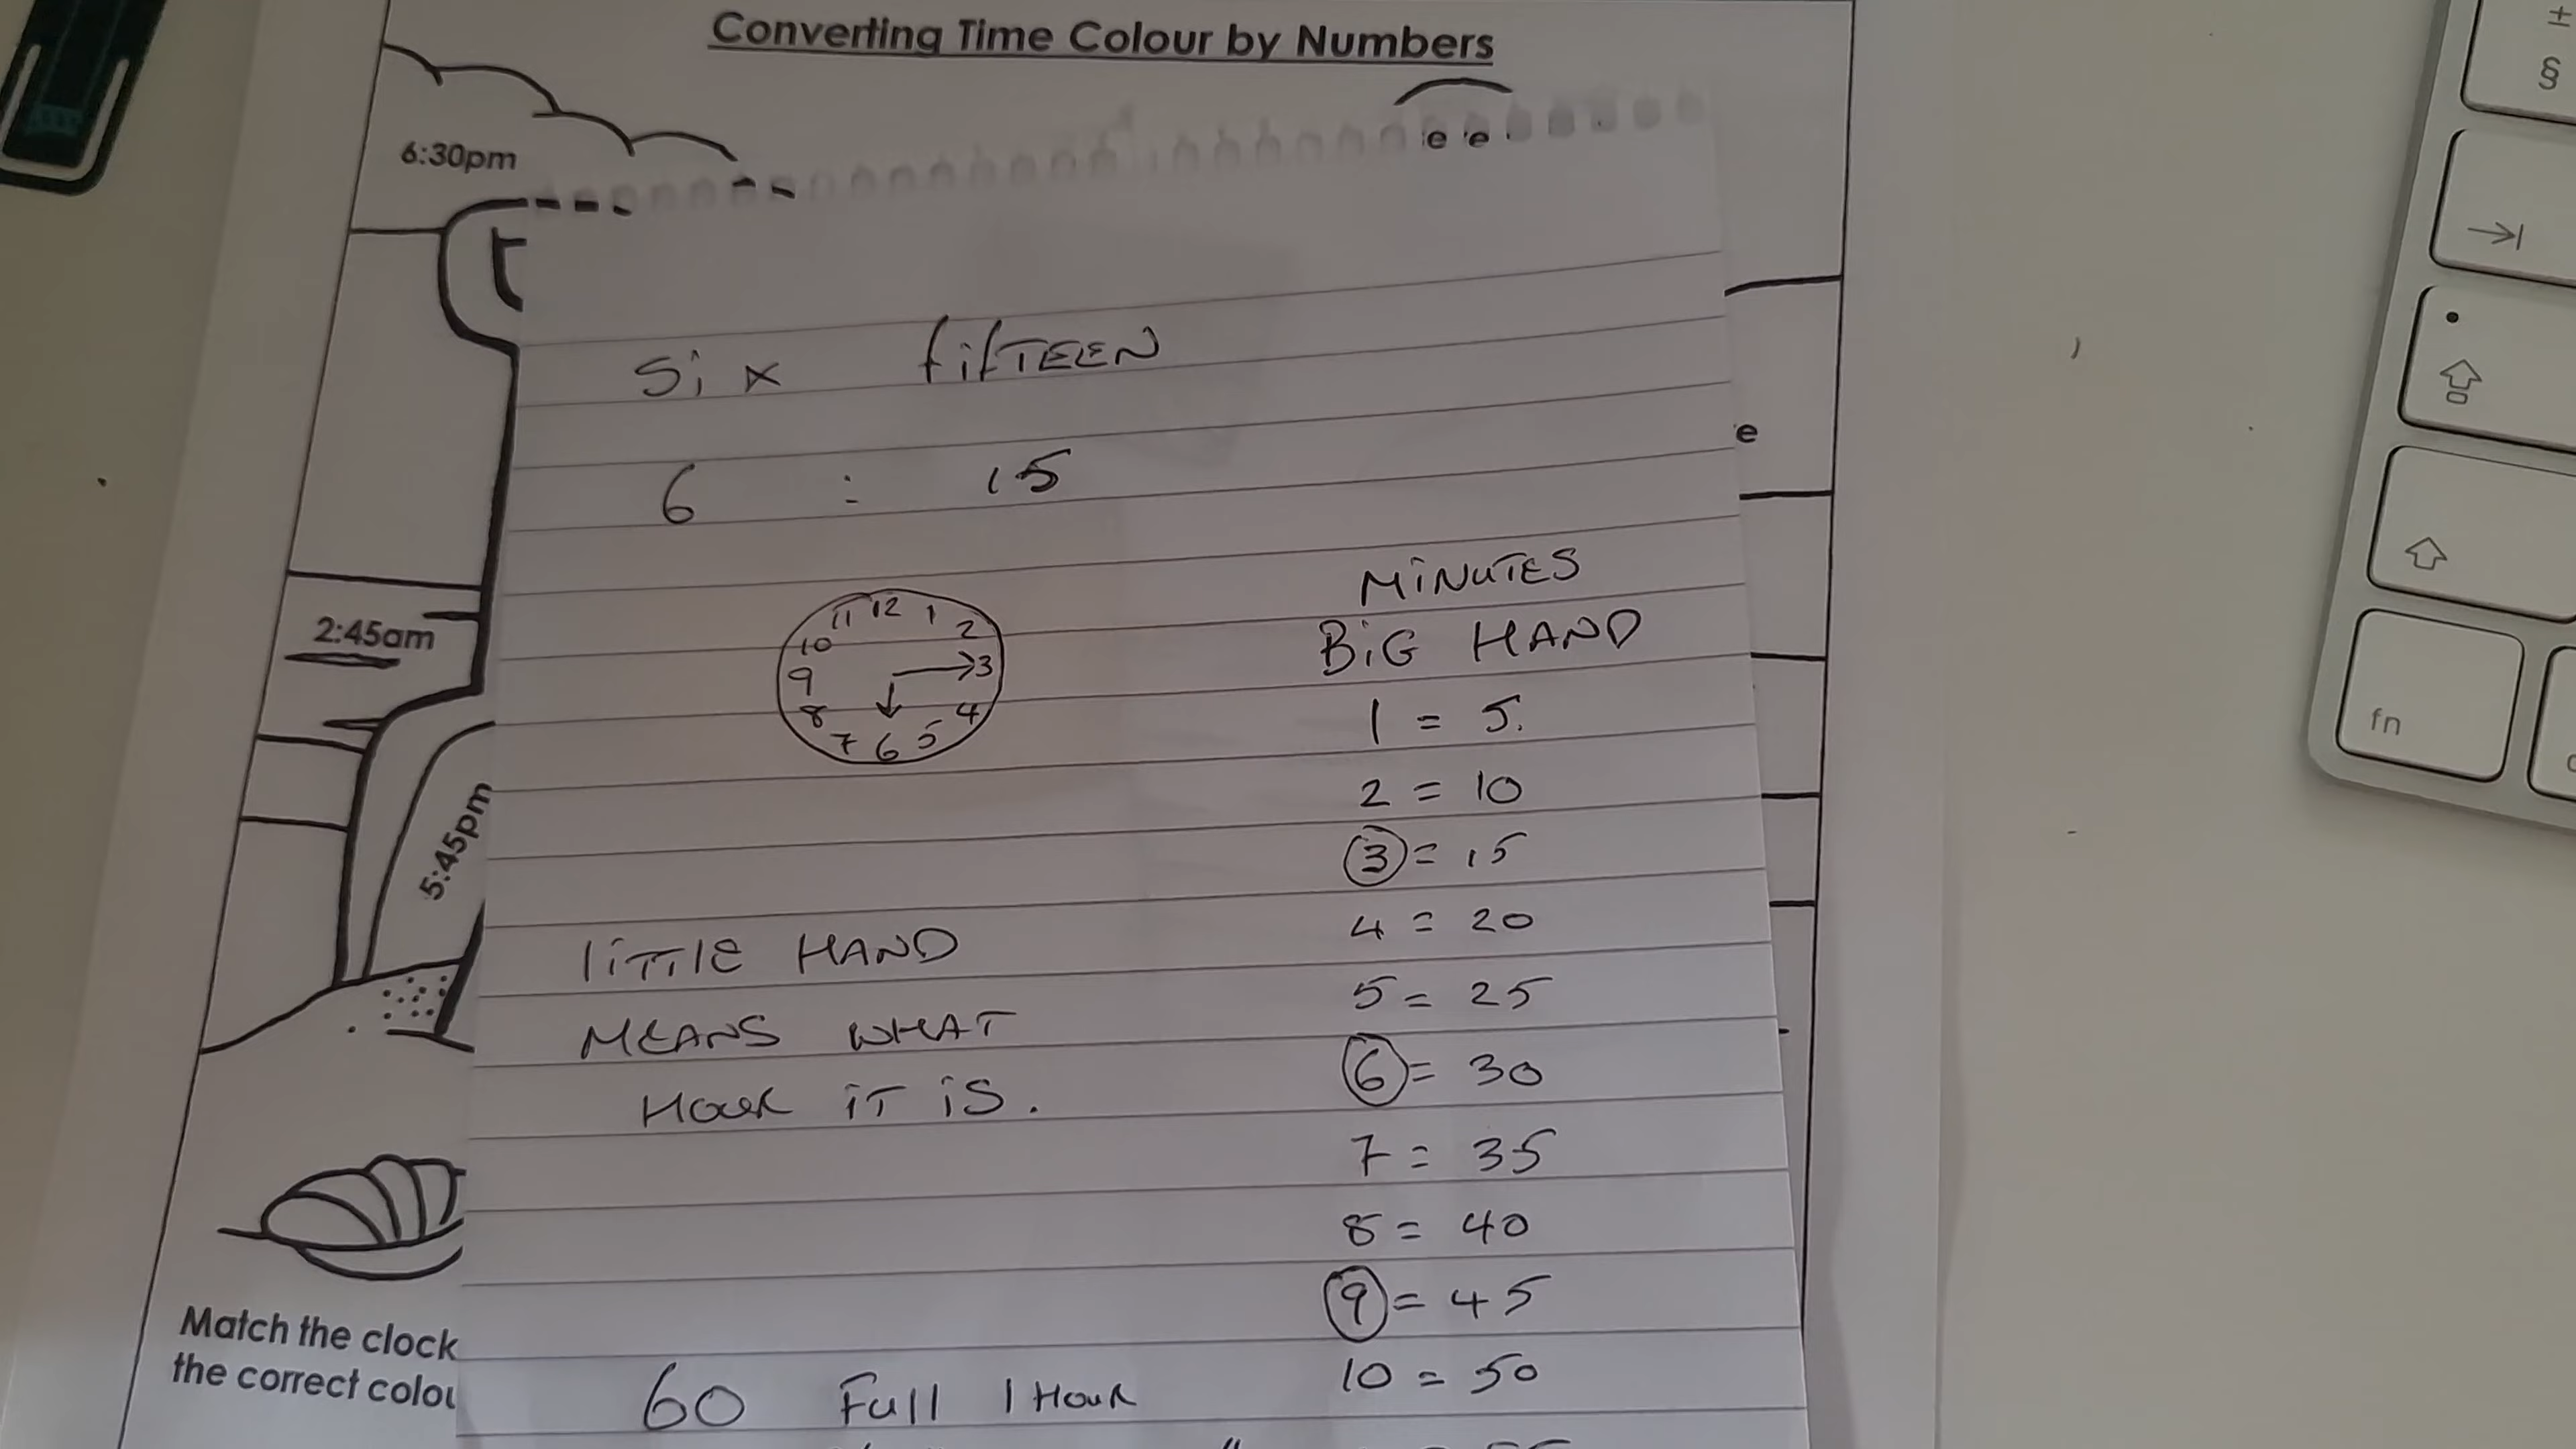 Converting Time Colour by Numbers
6:30pm
e e
Six fifTEEN
e
6 : 15
MiNUTES
BiG HAND
2:45am
11 12 1
10 2
9 3
8 4
7 6 5
1 = 5.
2 = 10
3 = 15
4 = 20
5 = 25
6 = 30
7 = 35
8 = 40
9 = 45
10 = 50
5:45pm
liTTlE HAND
MEANS WHAT
HouR iT iS.
Match the clock
the correct colou
60 Full 1 HouR
±
§
fn